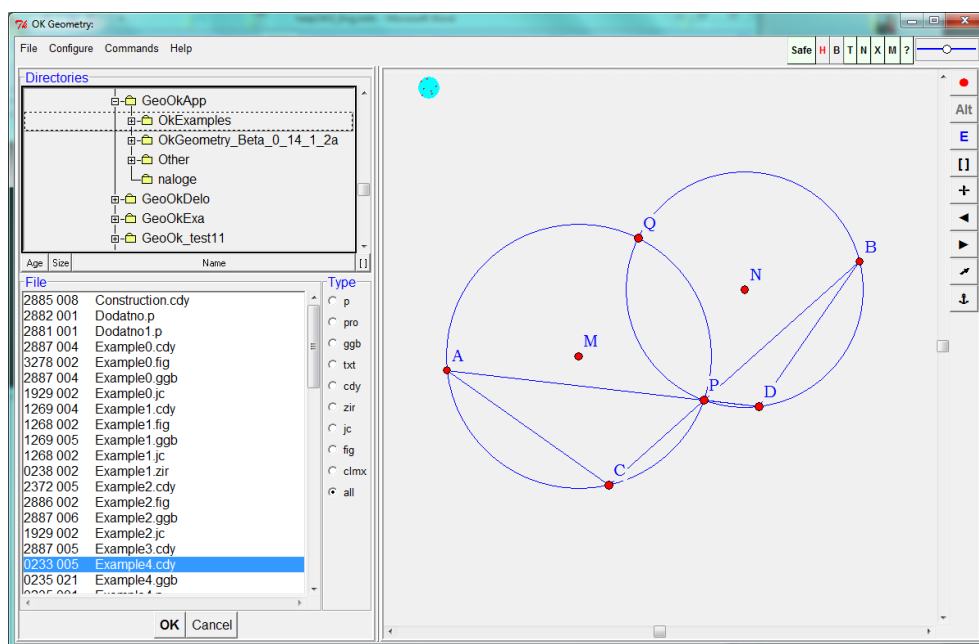 OK Geometry:
File Configure Commands Help
Safe H B T N X M ?
Directories
GeoOkApp
OkExamples
OkGeometry_Beta_0_14_1_2a
Other
naloge
GeoOkDelo
GeoOkExa
GeoOk_test11
Age Size Name [ ]
File
2885 008 Construction.cdy
2882 001 Dodatno.p
2881 001 Dodatno1.p
2887 004 Example0.cdy
3278 002 Example0.fig
2887 004 Example0.ggb
1929 002 Example0.jc
1269 004 Example1.cdy
1268 002 Example1.fig
1269 005 Example1.ggb
1268 002 Example1.jc
0238 002 Example1.zir
2372 005 Example2.cdy
2886 002 Example2.fig
2887 006 Example2.ggb
1929 002 Example2.jc
2887 005 Example3.cdy
0233 005 Example4.cdy
0235 021 Example4.ggb
Type
p
pro
ggb
txt
cdy
zir
jc
fig
clmx
all
OK Cancel
Q
B
N
M
A
P
D
C
Alt
E
[ ]